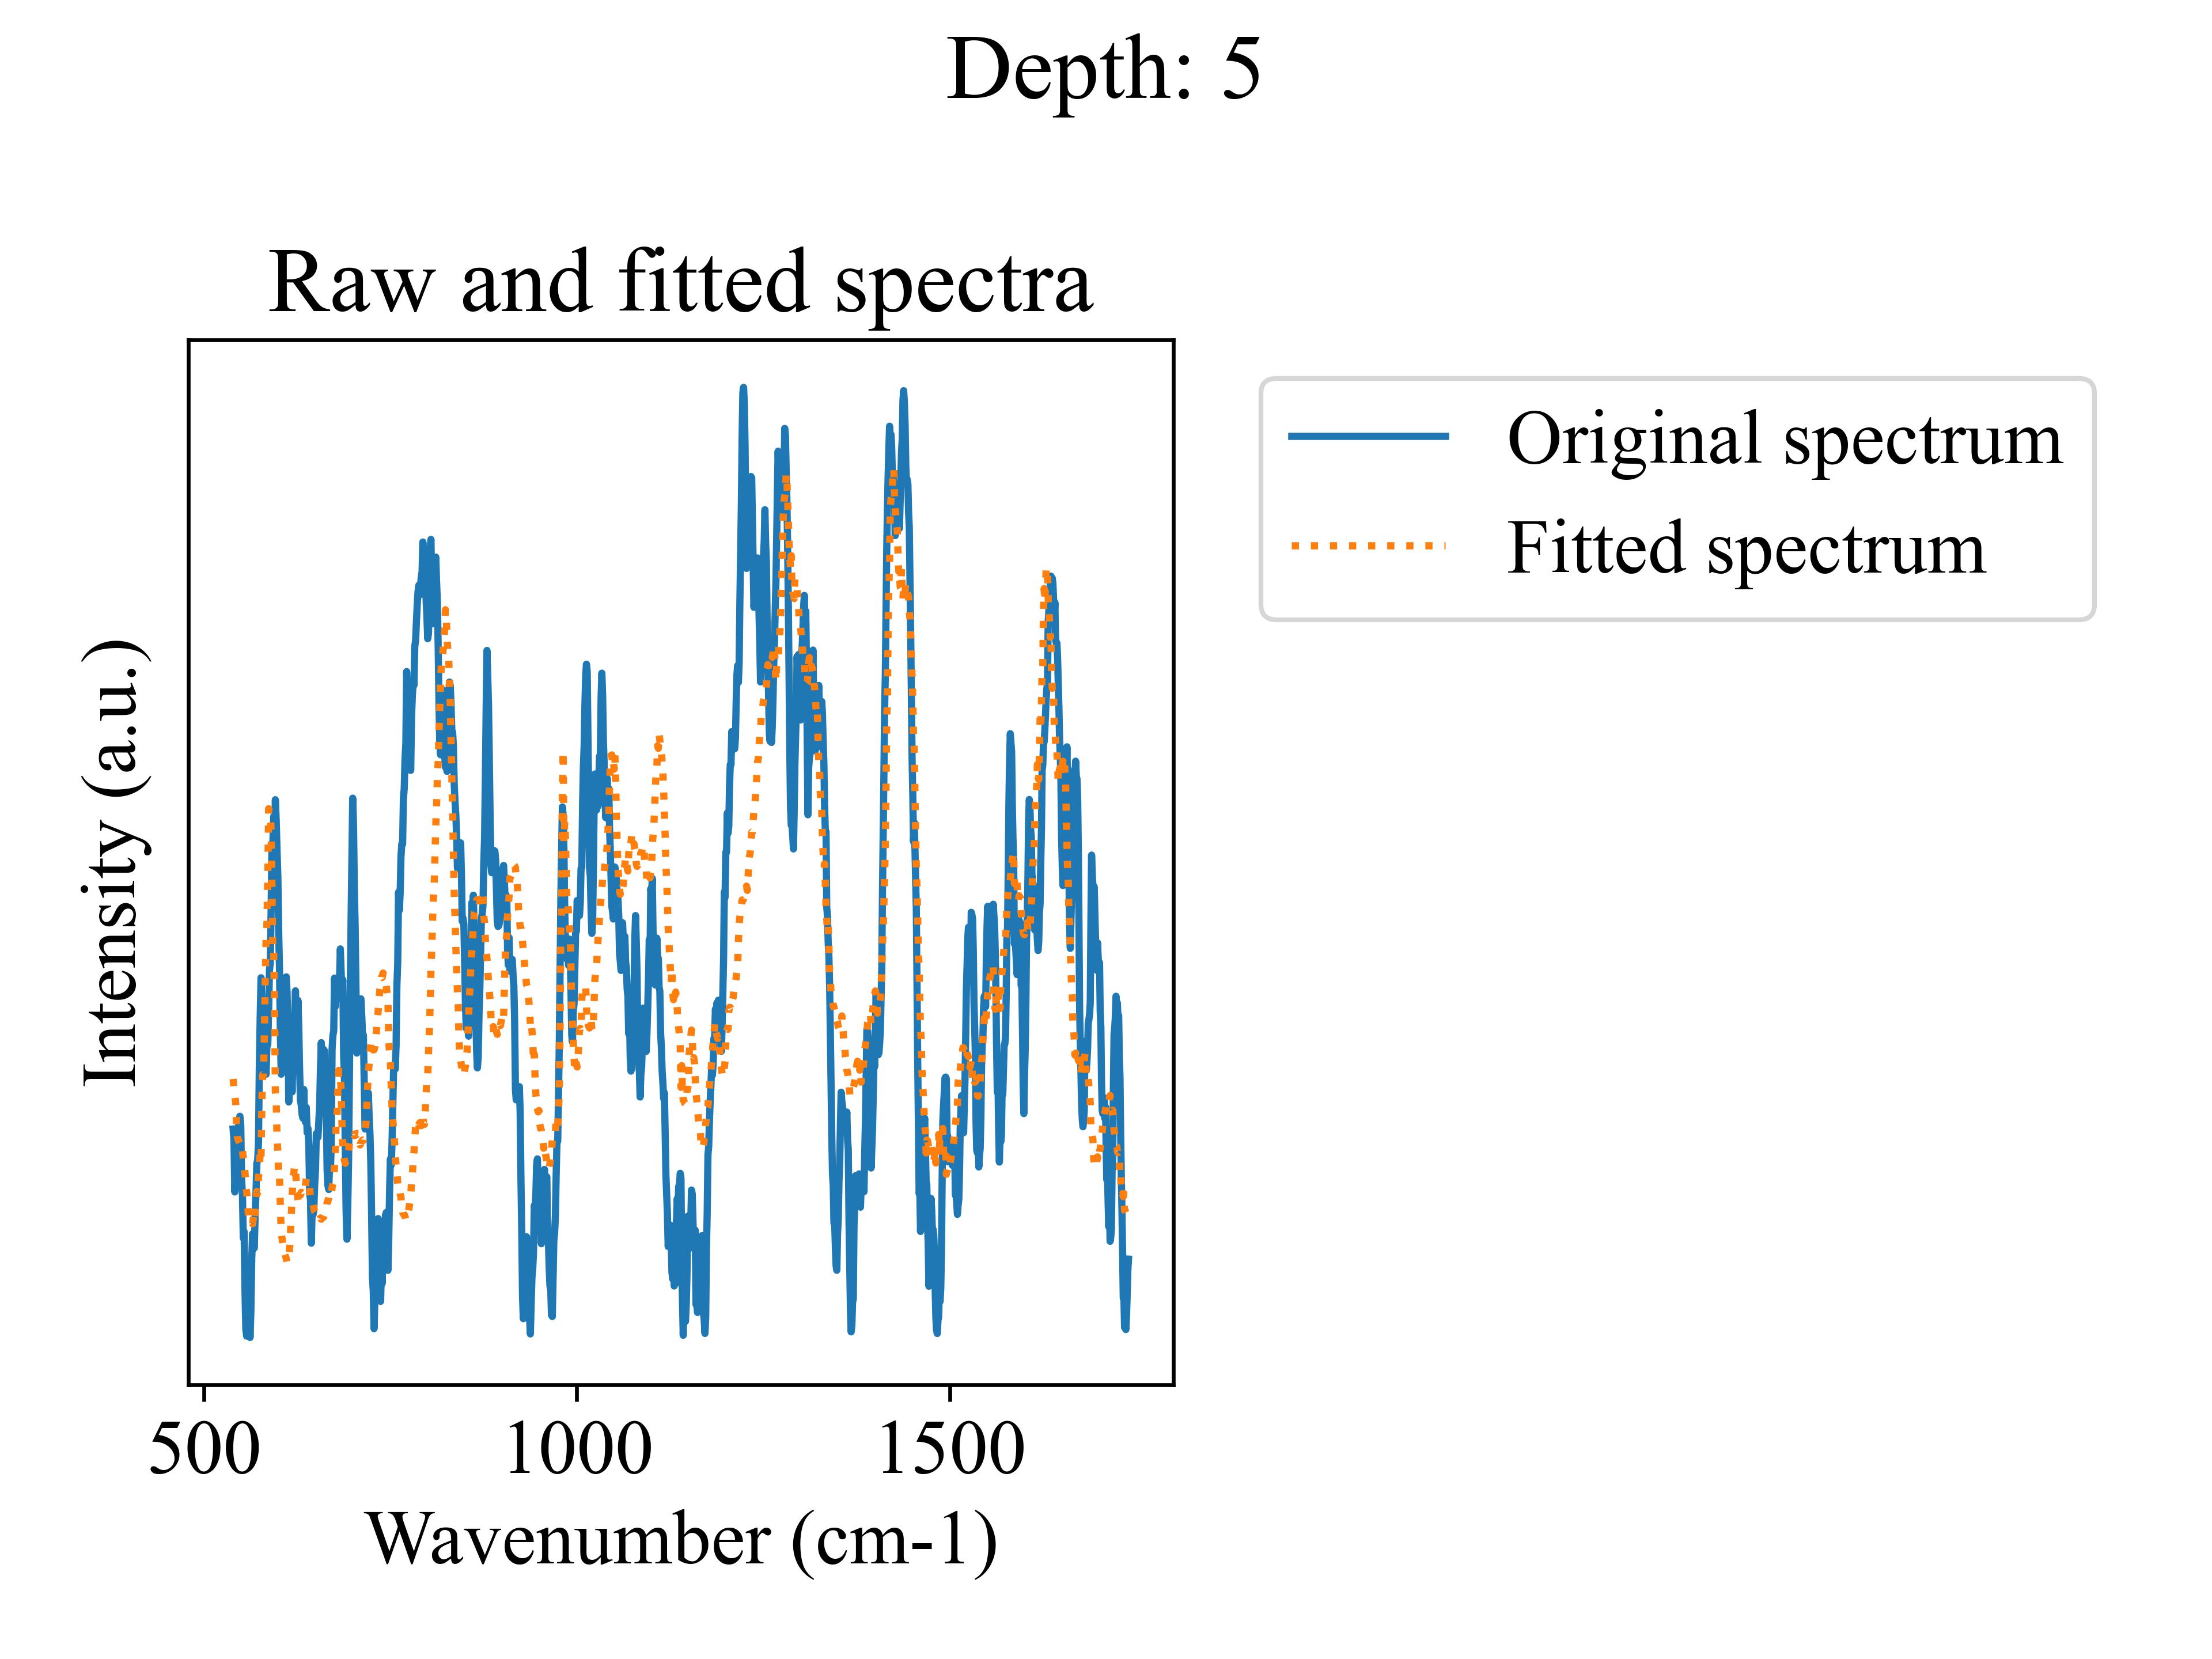 Depth: 5
Raw and fitted spectra
Original spectrum
Fitted spectrum
Intensity (a.u.)
500 1000 1500
Wavenumber (cm-1)